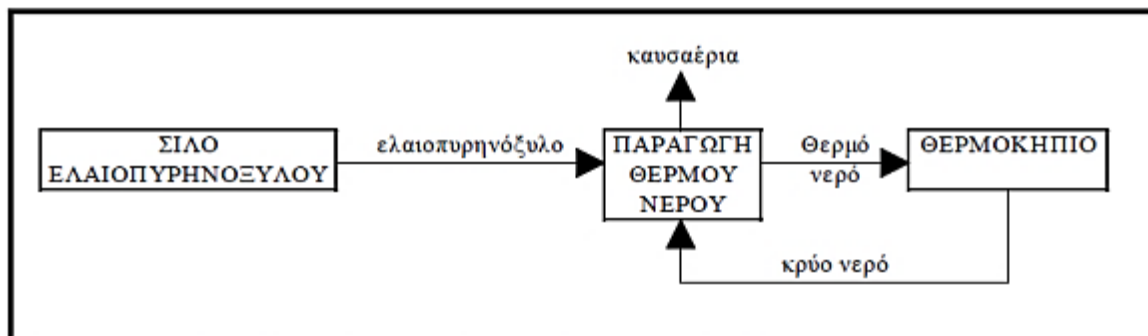 καυσαέρια
ΣΙΛΟ
ΕΛΑΙΟΠΥΡΗΝΟΞΥΛΟΥ
ελαιοπυρηνόξυλο
ΠΑΡΑΓΩΓΗ
ΘΕΡΜΟΥ
ΝΕΡΟΥ
Θερμό
νερό
ΘΕΡΜΟΚΗΠΙΟ
κρύο νερό